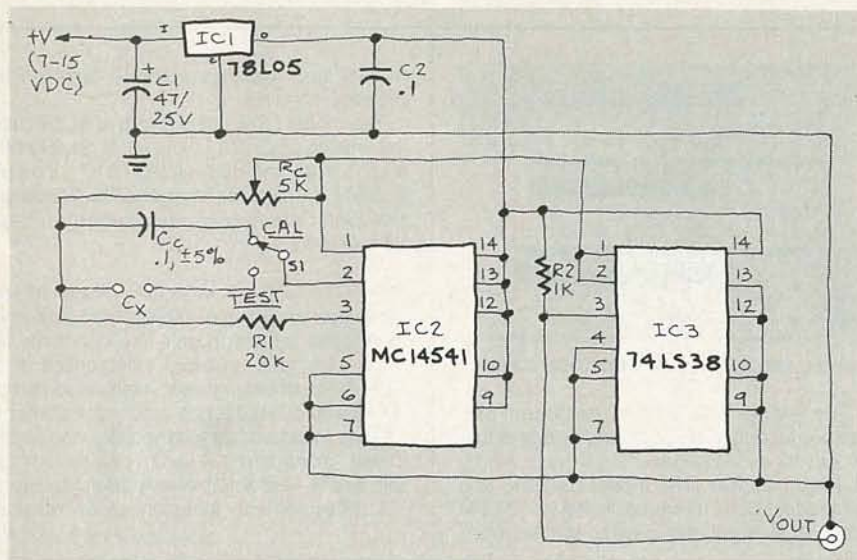 +V
(7-15
VDC)
I
IC1
O
78L05
+
C1
47/
25V
C2
.1
RC
5K
CC
.1, ±5%
CAL
S1
TEST
CX
R1
20K
1
2
3
5
6
7
IC2
MC14541
14
13
12
10
9
R2
1K
1
2
3
4
5
7
IC3
74LS38
14
13
12
10
9
VOUT